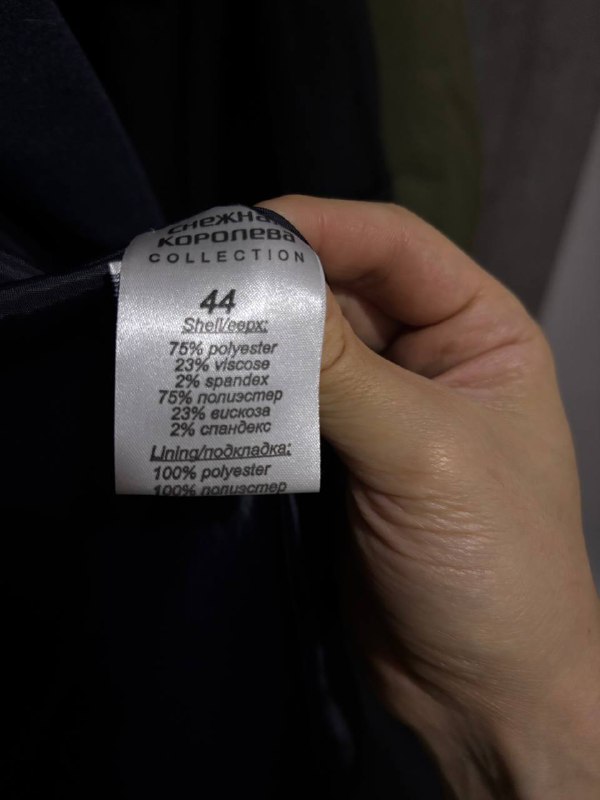 СНЕЖНА
КОРОЛЕВА
COLLECTION
44
Shell/верх:
75% polyester
23% viscose
2% spandex
75% полиэстер
23% вискоза
2% спандекс
Lining/подкладка:
100% polyester
100% полиэстер